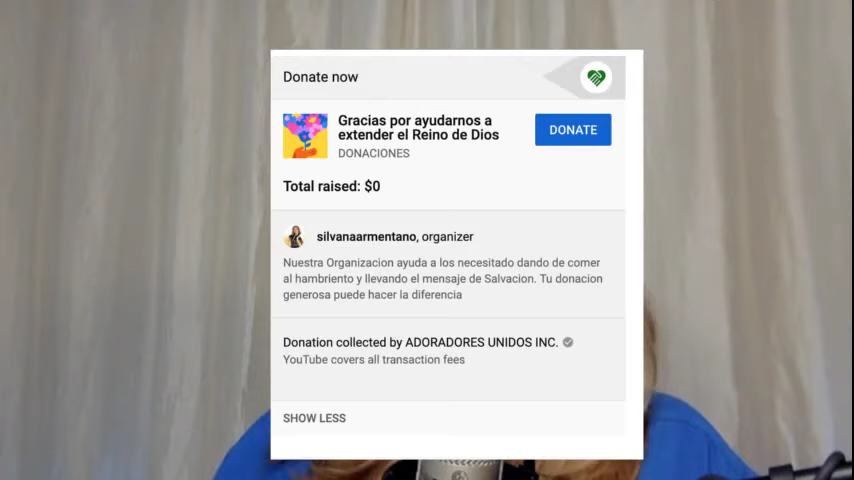 Donate now
Gracias por ayudarnos a
extender el Reino de Dios
DONATE
DONACIONES
Total raised: $0
silvanaarmentano, organizer
Nuestra Organizacion ayuda a los necesitado dando de comer
al hambriento y llevando el mensaje de Salvacion. Tu donacion
generosa puede hacer la diferencia
Donation collected by ADORADORES UNIDOS INC.
YouTube covers all transaction fees
SHOW LESS